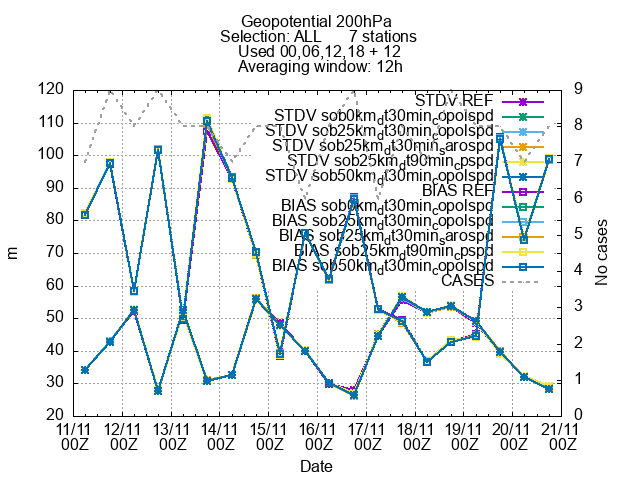 Geopotential 200hPa
Selection: ALL 7 stations
Used 00,06,12,18 + 12
Averaging window: 12h
120
110
100
90
80
70
60
50
40
30
20
m
9
8
7
6
5
4
3
2
1
0
No cases
STDV REF
STDV sob0km_dt30min_copolspd
STDV sob25km_dt30min_copolspd
STDV sob25km_dt30min_sarospd
STDV sob25km_dt90min_cpspd
STDV sob50km_dt30min_copolspd
BIAS REF
BIAS sob0km_dt30min_copolspd
BIAS sob25km_dt30min_copolspd
BIAS sob25km_dt30min_sarospd
BIAS sob25km_dt90min_cpspd
BIAS sob50km_dt30min_copolspd
CASES
11/11 12/11 13/11 14/11 15/11 16/11 17/11 18/11 19/11 20/11 21/11
00Z 00Z 00Z 00Z 00Z 00Z 00Z 00Z 00Z 00Z 00Z
Date